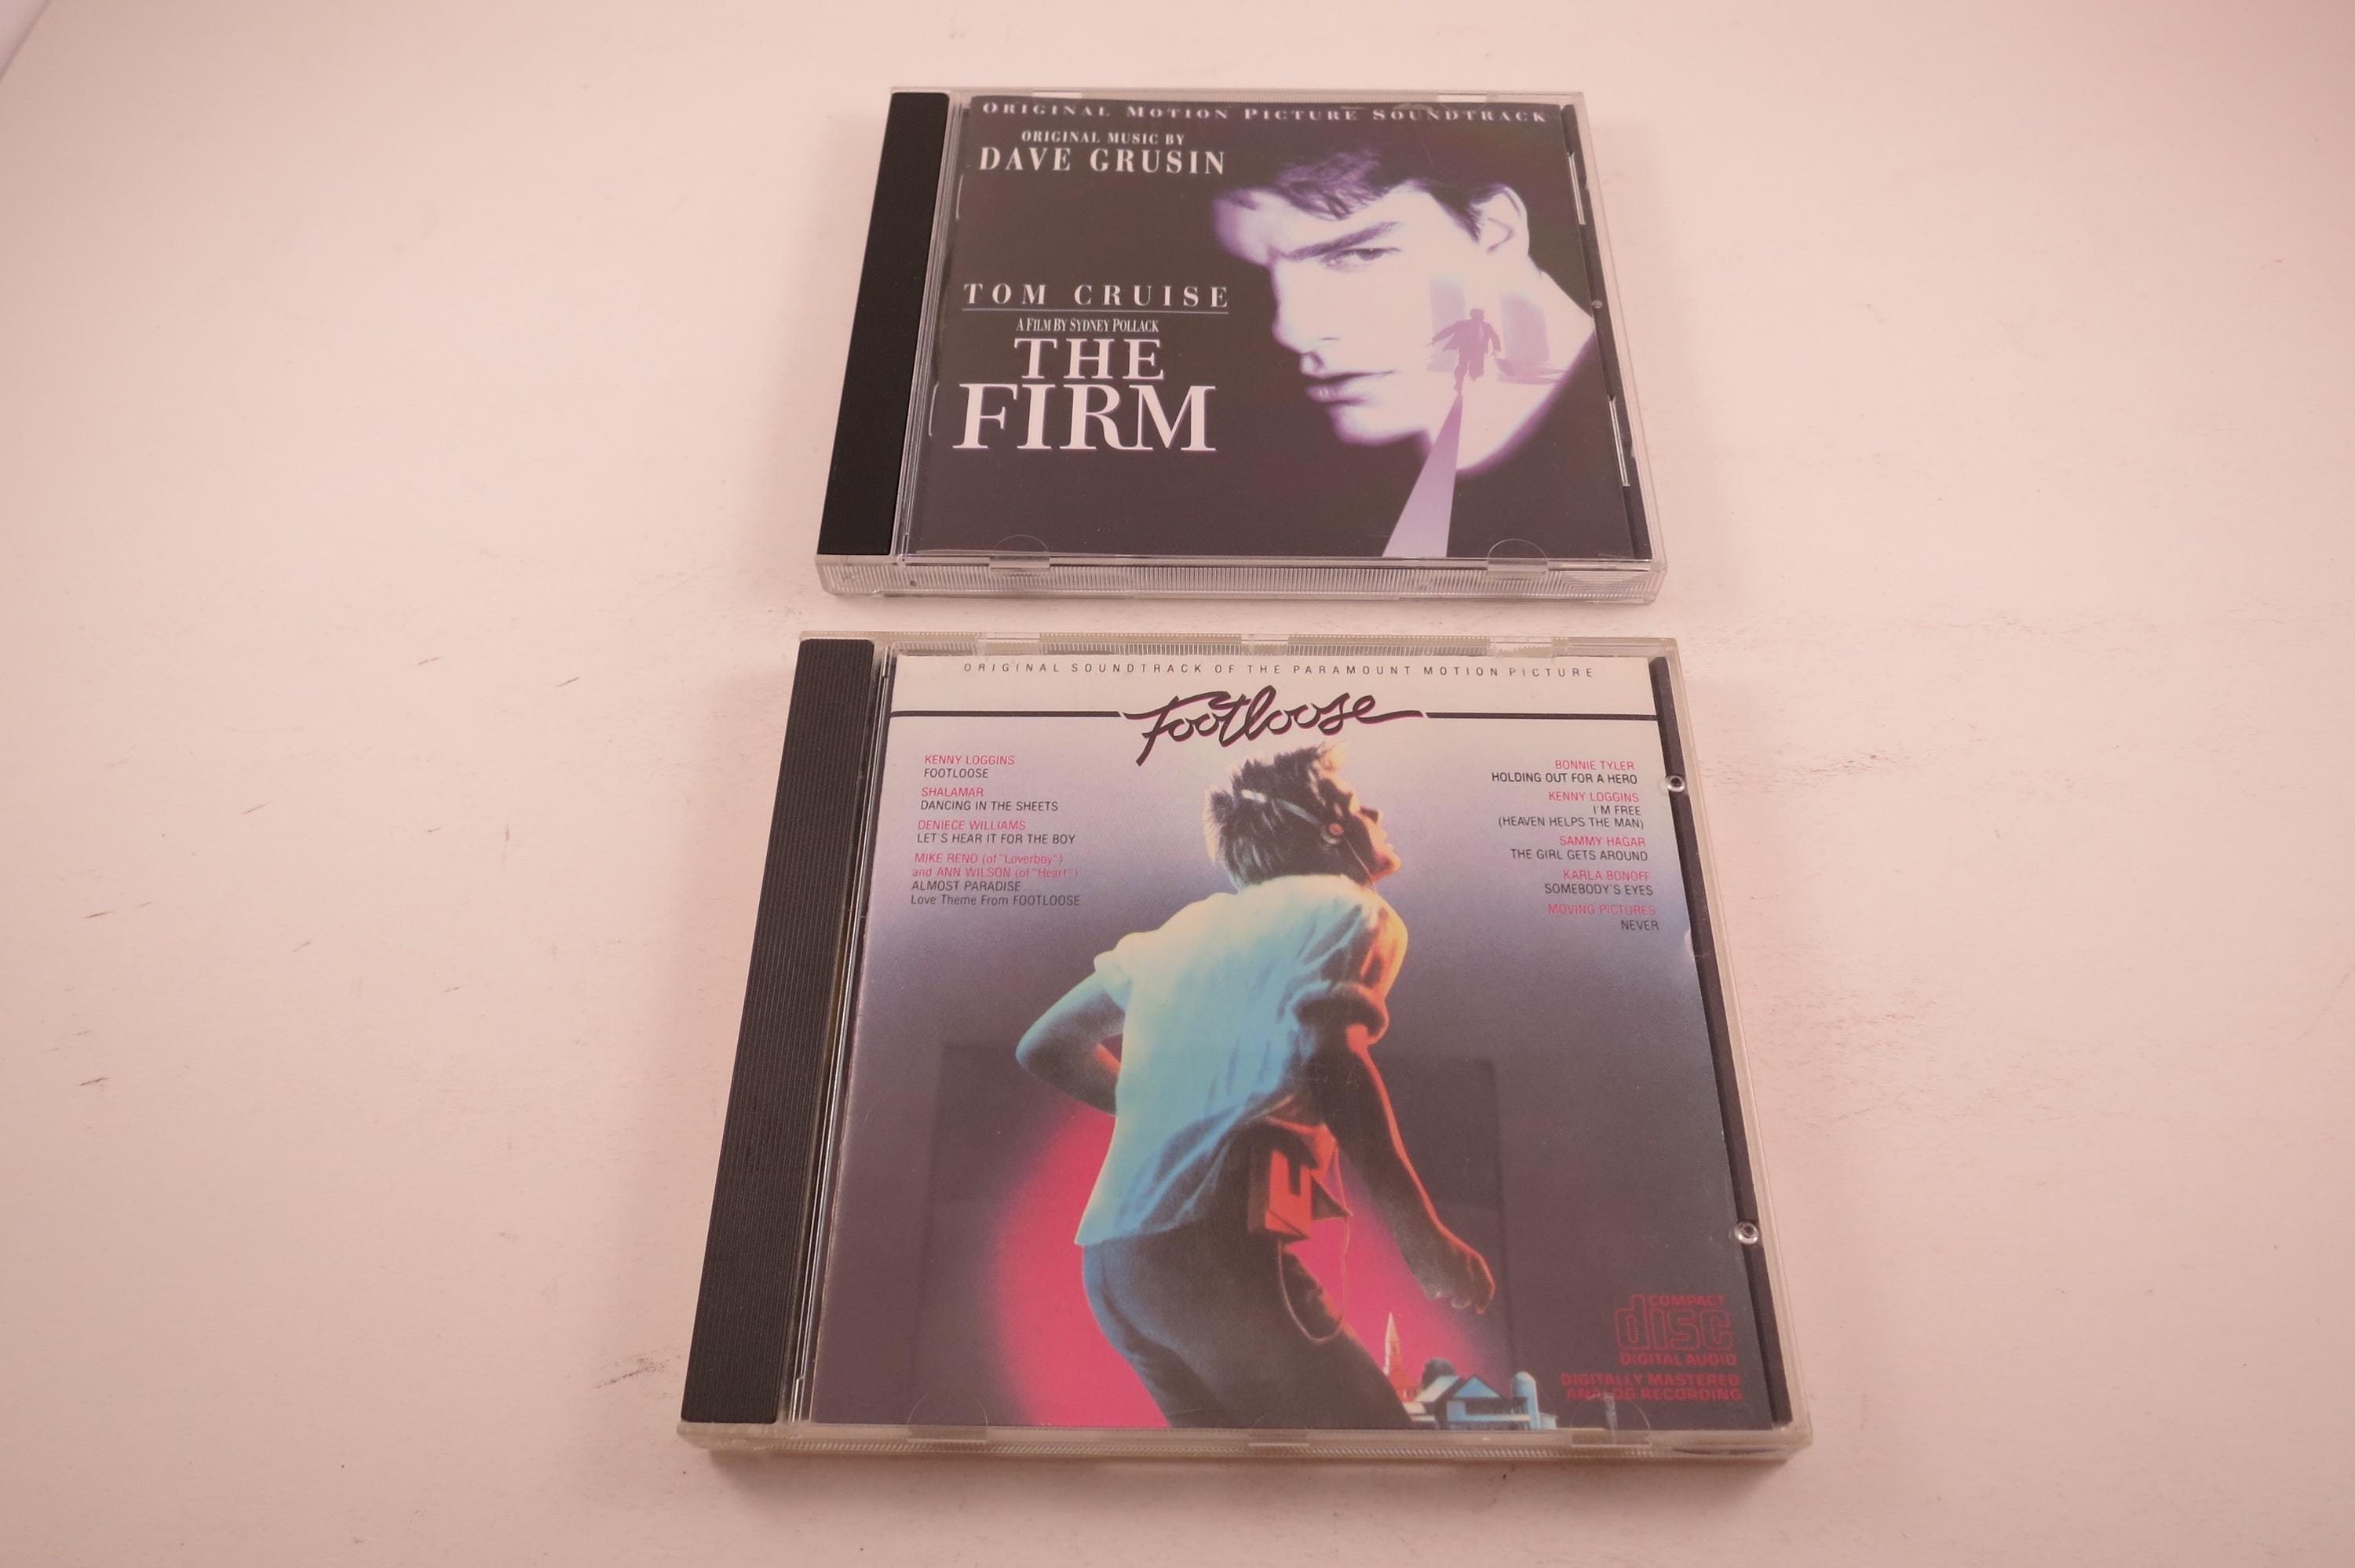 ORIGINAL MOTION PICTURE SOUNDTRACK
ORIGINAL MUSIC BY
DAVE GRUSIN
TOM CRUISE
A FILM BY SYDNEY POLLACK
THE
FIRM
ORIGINAL SOUNDTRACK OF THE PARAMOUNT MOTION PICTURE
Footloose
KENNY LOGGINS
FOOTLOOSE
SHALAMAR
DANCING IN THE SHEETS
DENIECE WILLIAMS
LET'S HEAR IT FOR THE BOY
MIKE RENO (of "Loverboy")
and ANN WILSON (of "Heart")
ALMOST PARADISE
Love Theme From FOOTLOOSE
BONNIE TYLER
HOLDING OUT FOR A HERO
KENNY LOGGINS
I'M FREE
(HEAVEN HELPS THE MAN)
SAMMY HAGAR
THE GIRL GETS AROUND
KARLA BONOFF
SOMEBODY'S EYES
MOVING PICTURES
NEVER
COMPACT
disc
DIGITAL AUDIO
DIGITALLY MASTERED
ANALOG RECORDING